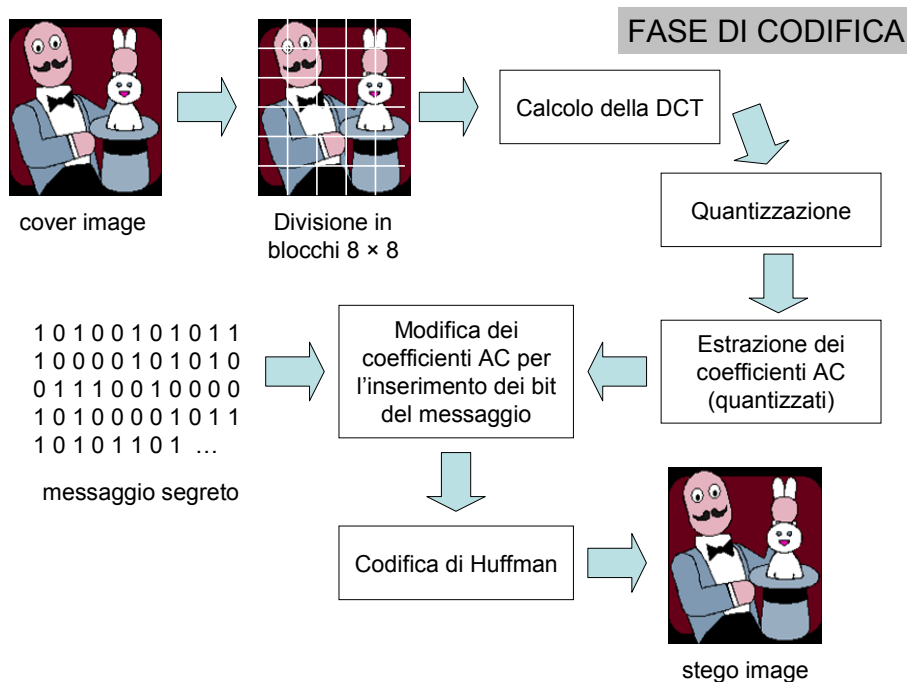 FASE DI CODIFICA
cover image
Divisione in
blocchi 8 × 8
Calcolo della DCT
Quantizzazione
Estrazione dei
coefficienti AC
(quantizzati)
Modifica dei
coefficienti AC per
l'inserimento dei bit
del messaggio
1 0 1 0 0 1 0 1 0 1 1
1 0 0 0 0 1 0 1 0 1 0
0 1 1 1 0 0 1 0 0 0 0
1 0 1 0 0 0 0 1 0 1 1
1 0 1 0 1 1 0 1 ...
messaggio segreto
Codifica di Huffman
stego image